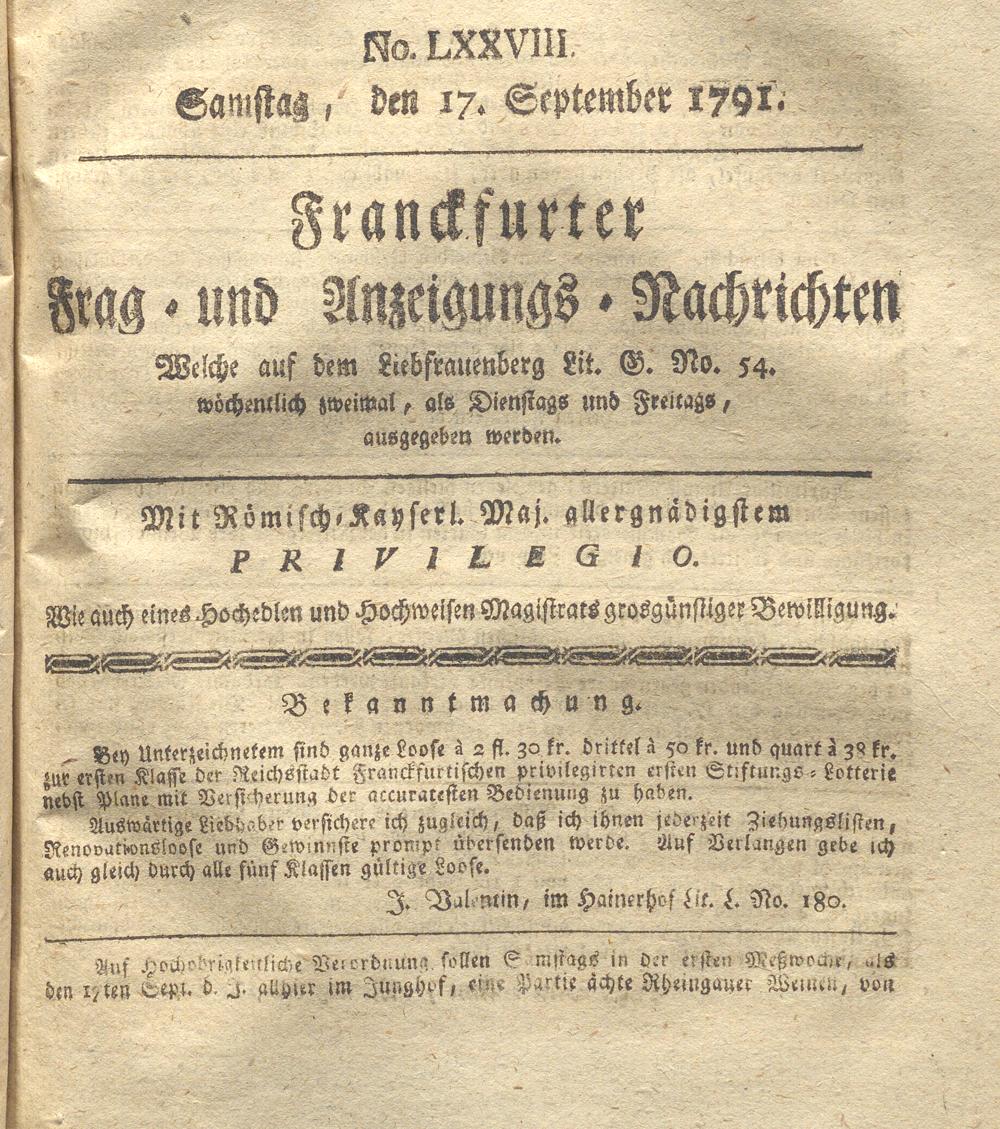 No. LXXVIII.
Samstag, den 17. September 1791.
Franckfurter
Frag- und Anzeigungs-Nachrichten
Welche auf dem Liebfrauenberg Lit. G. No. 54.
wöchentlich zweimal, als Dienstags und Freitags,
ausgegeben werden.
Mit Römisch-Kayserl. Maj. allergnädigstem
PRIVILEGIO.
Wie auch eines Hochedlen und Hochweisen Magistrats grosgünstiger Bewilligung.
Bekanntmachung.
Bey Unterzeichnetem sind ganze Loose à 2 fl. 30 kr. drittel à 50 kr. und quart à 38 kr.
zur ersten Klasse der Reichsstadt Franckfurtischen privilegirten ersten Stiftungs-Lotterie
nebst Plane mit Versicherung der accuratesten Bedienung zu haben.
Auswärtige Liebhaber versichere ich zugleich, daß ich ihnen jederzeit Ziehungslisten,
Renovationsloose und Gewinnste prompt übersenden werde. Auf Verlangen gebe ich
auch gleich durch alle fünf Klassen gültige Loose.
J. Valentin, im Hainerhof Lit. L. No. 180.
Auf Hochobrigkeitliche Verordnung sollen Samstags in der ersten Meßwoche, als
den 17ten Sept. d. J. allhier im Junghof, eine Partie ächte Rheingauer Weinen, von